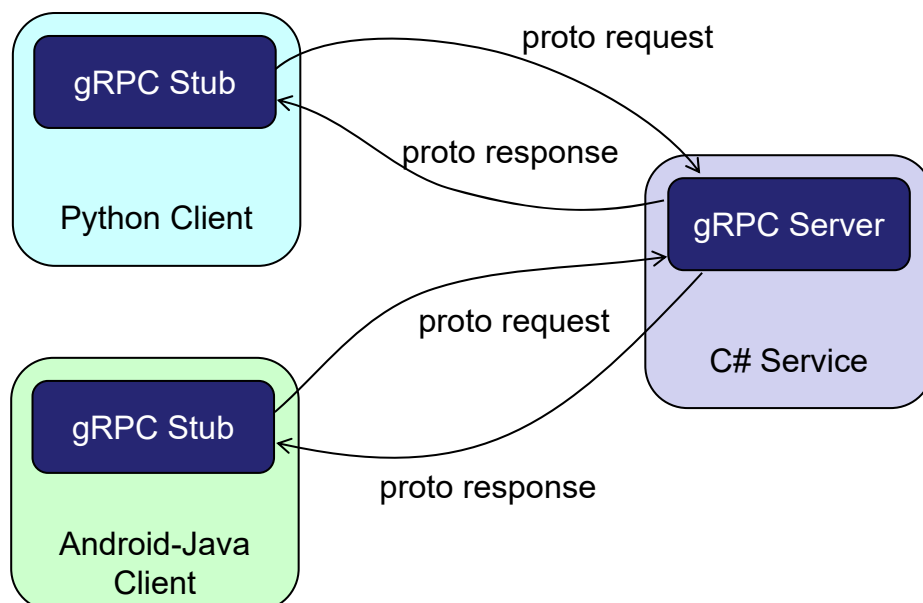 proto request
gRPC Stub
proto response
Python Client
gRPC Server
proto request
C# Service
gRPC Stub
proto response
Android-Java
Client